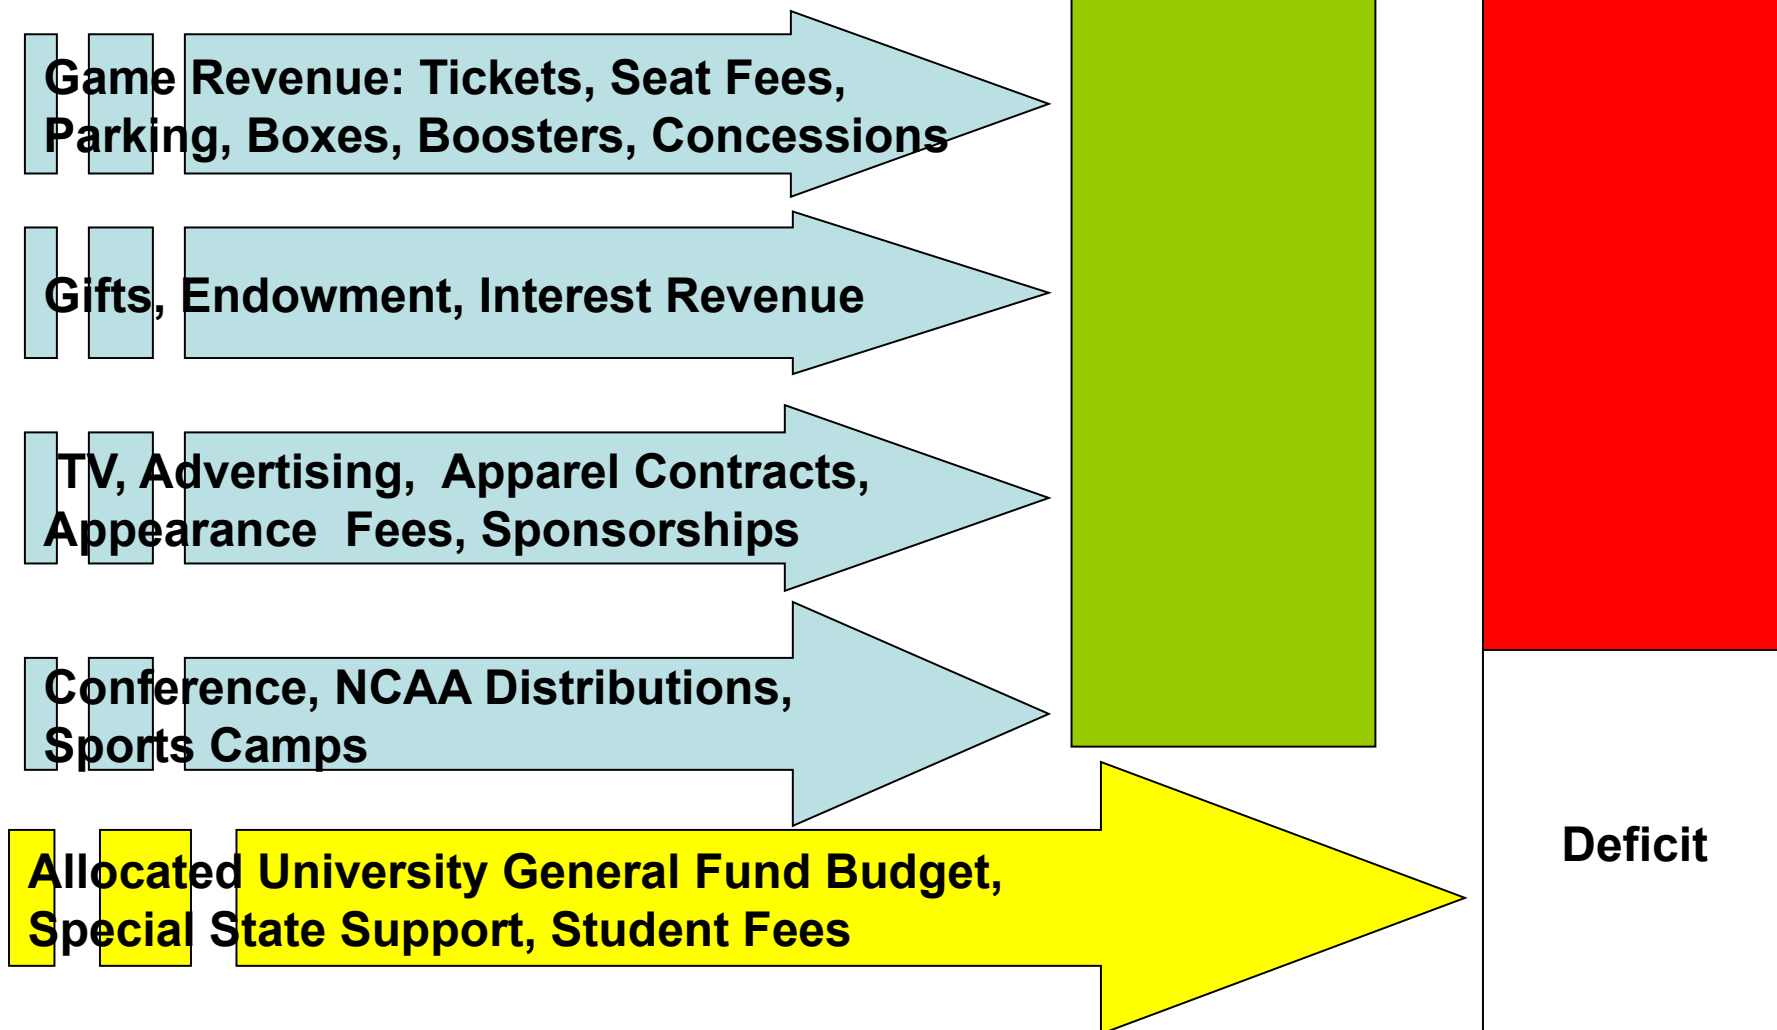 Game Revenue: Tickets, Seat Fees,
Parking, Boxes, Boosters, Concessions
Gifts, Endowment, Interest Revenue
TV, Advertising,  Apparel Contracts,
Appearance  Fees, Sponsorships
Conference, NCAA Distributions,
Sports Camps
Allocated University General Fund Budget,
Special State Support, Student Fees
Deficit